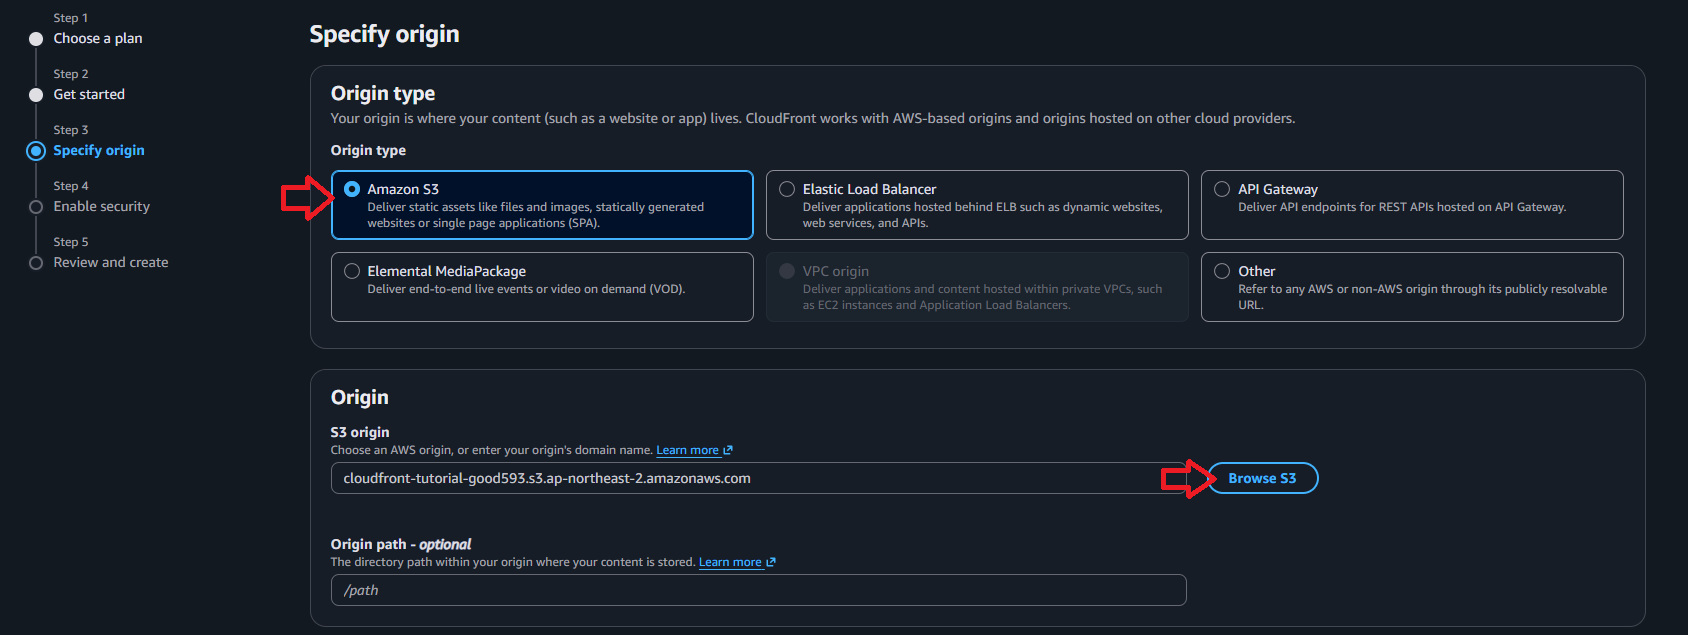 Step 1
Choose a plan
Step 2
Get started
Step 3
Specify origin
Step 4
Enable security
Step 5
Review and create
Specify origin
Origin type
Your origin is where your content (such as a website or app) lives. CloudFront works with AWS-based origins and origins hosted on other cloud providers.
Origin type
Amazon S3
Deliver static assets like files and images, statically generated
websites or single page applications (SPA).
Elastic Load Balancer
Deliver applications hosted behind ELB such as dynamic websites,
web services, and APIs.
API Gateway
Deliver API endpoints for REST APIs hosted on API Gateway.
Elemental MediaPackage
Deliver end-to-end live events or video on demand (VOD).
VPC origin
Deliver applications and content hosted within private VPCs, such
as EC2 instances and Application Load Balancers.
Other
Refer to any AWS or non-AWS origin through its publicly resolvable
URL.
Origin
S3 origin
Choose an AWS origin, or enter your origin's domain name. Learn more
cloudfront-tutorial-good593.s3.ap-northeast-2.amazonaws.com
Browse S3
Origin path - optional
The directory path within your origin where your content is stored. Learn more
/path